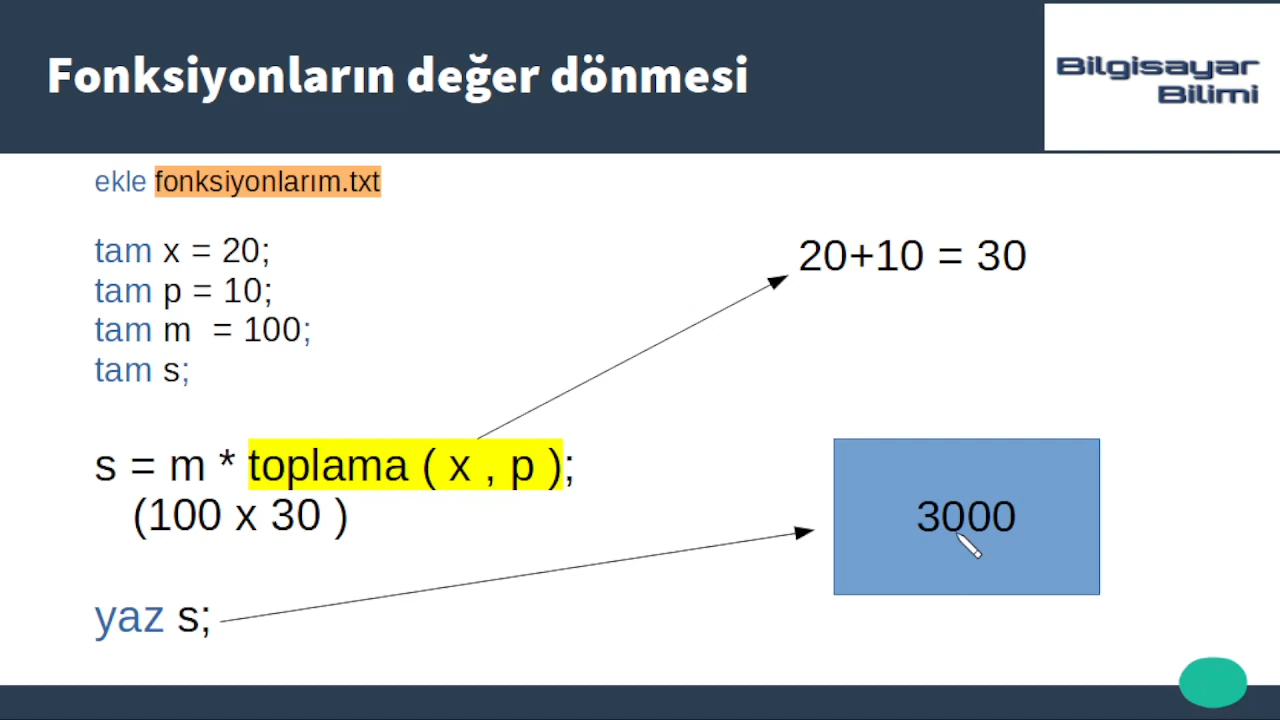 Fonksiyonların değer dönmesi
Bilgisayar
Bilimi
ekle fonksiyonlarım.txt
tam x = 20;
tam p = 10;
tam m  = 100;
tam s;
20+10 = 30
s = m * toplama ( x , p );
(100 x 30 )
3000
yaz s;